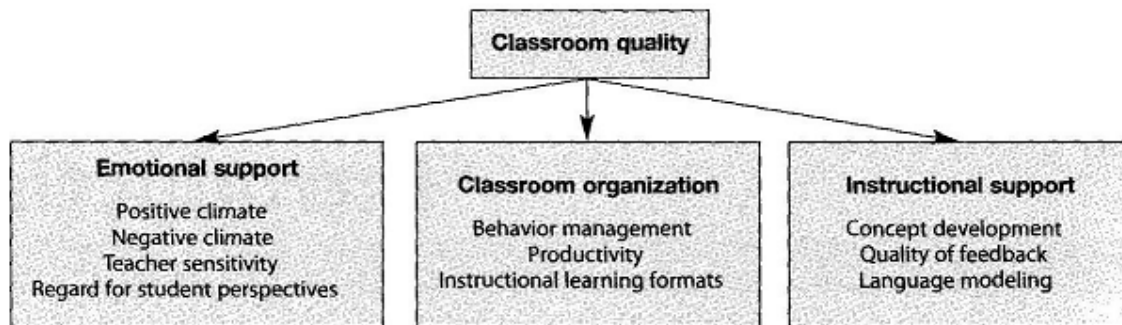 Classroom quality
Emotional support
Positive climate
Negative climate
Teacher sensitivity
Regard for student perspectives
Classroom organization
Behavior management
Productivity
Instructional learning formats
Instructional support
Concept development
Quality of feedback
Language modeling